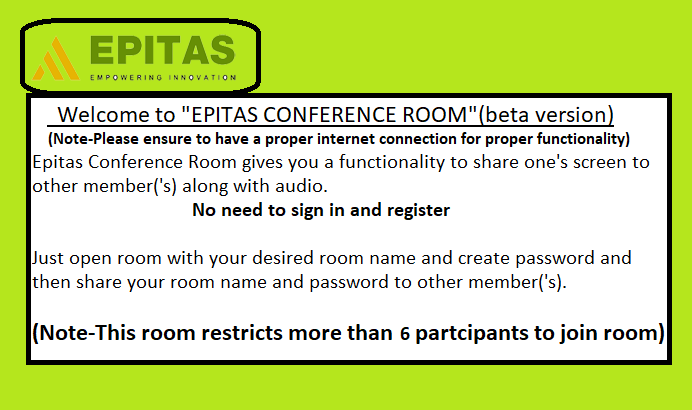 EPITAS
EMPOWERING INNOVATION
Welcome to "EPITAS CONFERENCE ROOM"(beta version)
(Note-Please ensure to have a proper internet connection for proper functionality)
Epitas Conference Room gives you a functionality to share one's screen to
other member('s) along with audio.
No need to sign in and register
Just open room with your desired room name and create password and
then share your room name and password to other member('s).
(Note-This room restricts more than 6 partcipants to join room)